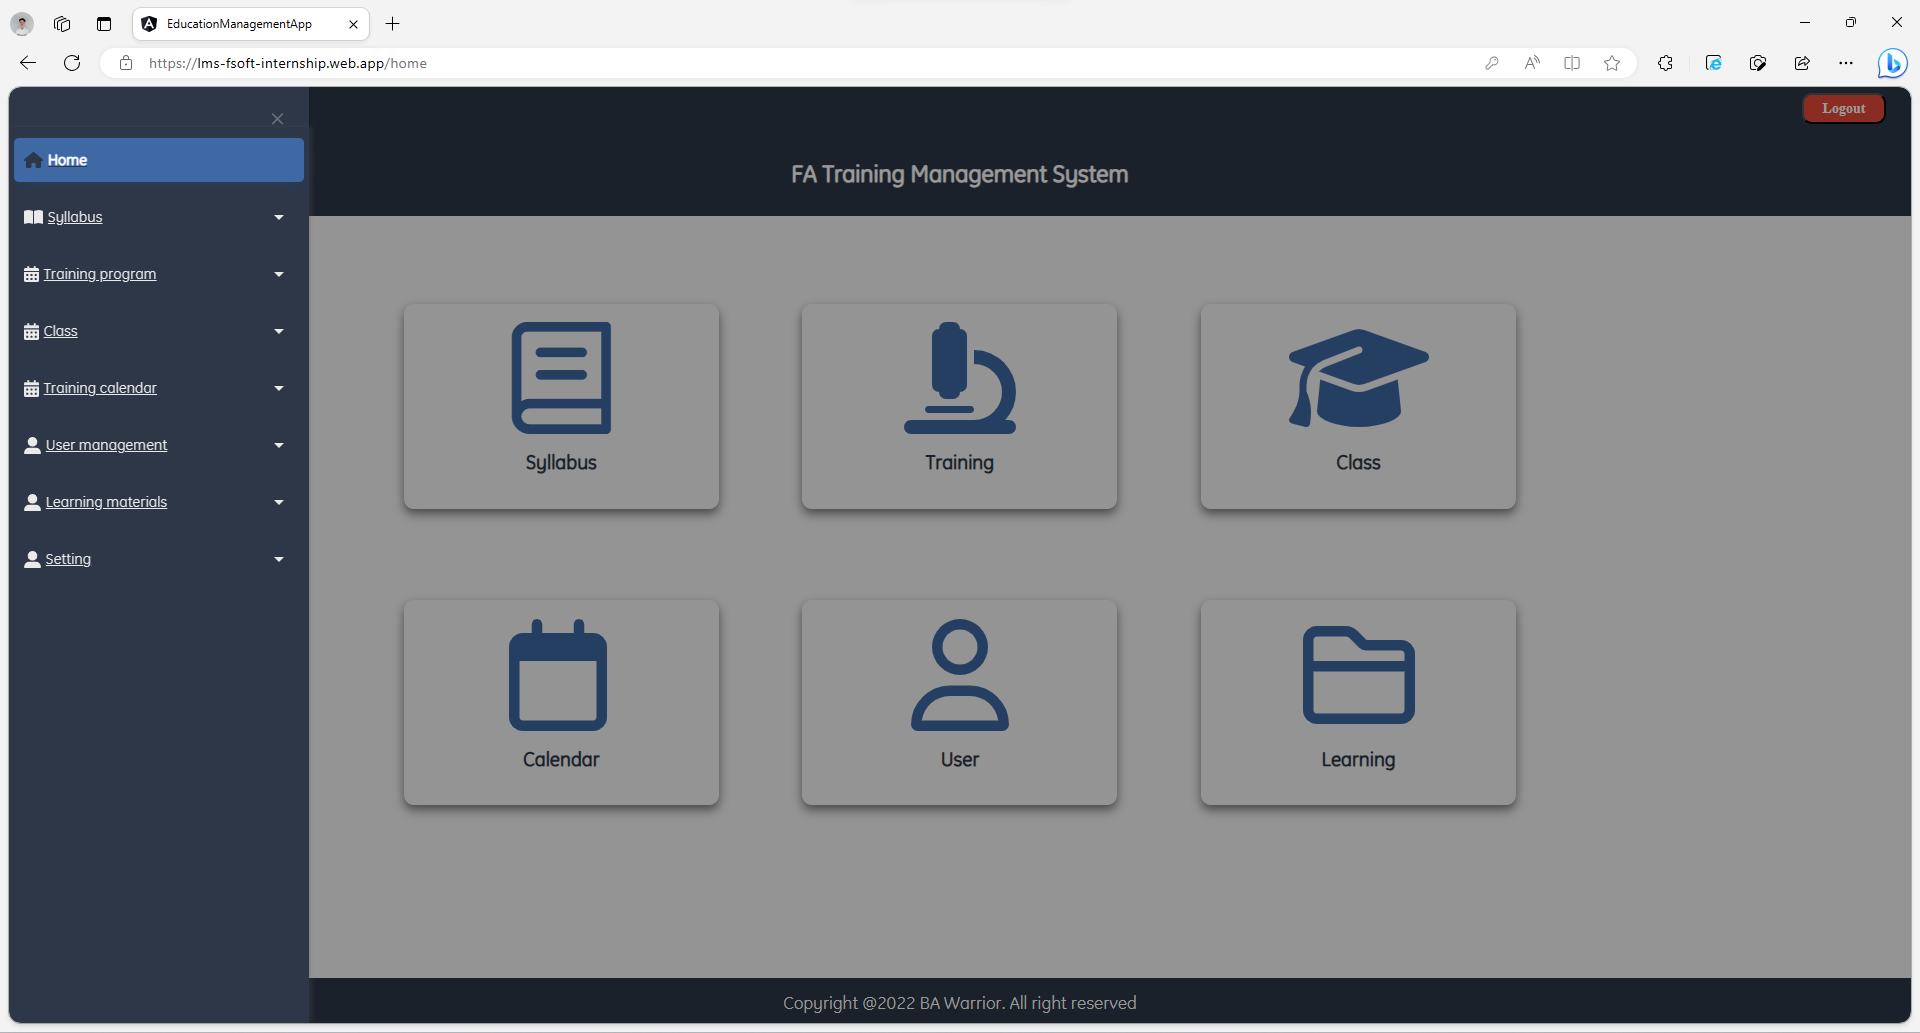 EducationManagementApp
https://lms-fsoft-internship.web.app/home
Logout
Home
FA Training Management System
Syllabus
Training program
Class
Training calendar
User management
Learning materials
Setting
Syllabus
Training
Class
Calendar
User
Learning
Copyright @2022 BA Warrior. All right reserved